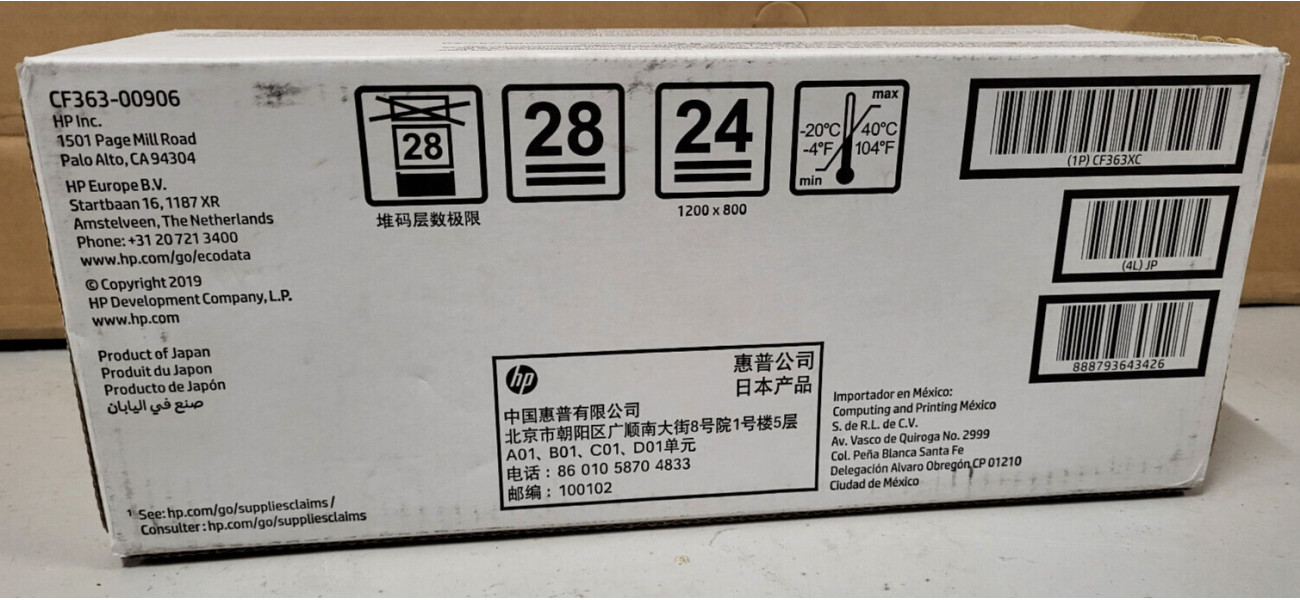 CF363-00906
HP Inc.
1501 Page Mill Road
Palo Alto, CA 94304
HP Europe B.V.
Startbaan 16, 1187 XR
Amstelveen, The Netherlands
Phone: +31 20 721 3400
www.hp.com/go/ecodata
© Copyright 2019
HP Development Company, L.P.
www.hp.com
Product of Japan
Produit du Japon
Producto de Japón
صنع في اليابان
¹ See: hp.com/go/suppliesclaims/
Consulter : hp.com/go/suppliesclaims
28
堆码层数极限
28
24
1200 x 800
max
-20°C
40°C
-4°F
104°F
min
(1P) CF363XC
(4L) JP
888793643426
hp
惠普公司
日本产品
中国惠普有限公司
北京市朝阳区广顺南大街8号院1号楼5层
A01、B01、C01、D01单元
电话：86 010 5870 4833
邮编：100102
Importador en México:
Computing and Printing México
S. de R.L. de C.V.
Av. Vasco de Quiroga No. 2999
Col. Peña Blanca Santa Fe
Delegación Alvaro Obregón CP 01210
Ciudad de México